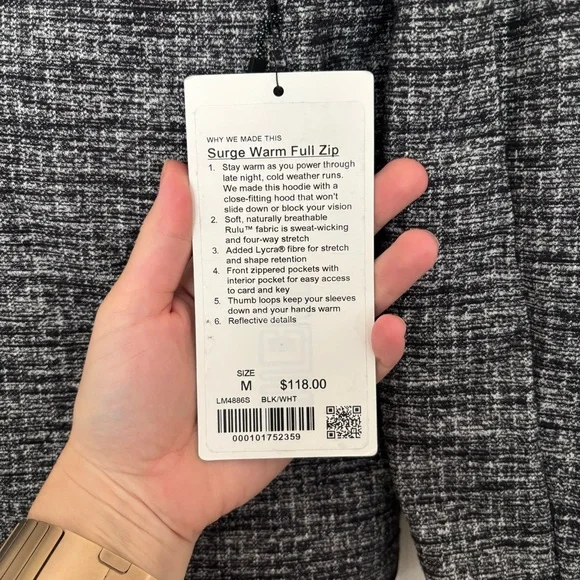 WHY WE MADE THIS
Surge Warm Full Zip
1. Stay warm as you power through
late night, cold weather runs.
We made this hoodie with a
close-fitting hood that won't
slide down or block your vision
2. Soft, naturally breathable
Rulu™ fabric is sweat-wicking
and four-way stretch
3. Added Lycra® fibre for stretch
and shape retention
4. Front zippered pockets with
interior pocket for easy access
to card and key
5. Thumb loops keep your sleeves
down and your hands warm
6. Reflective details
SIZE
M $118.00
LM4886S BLK/WHT
000101752359